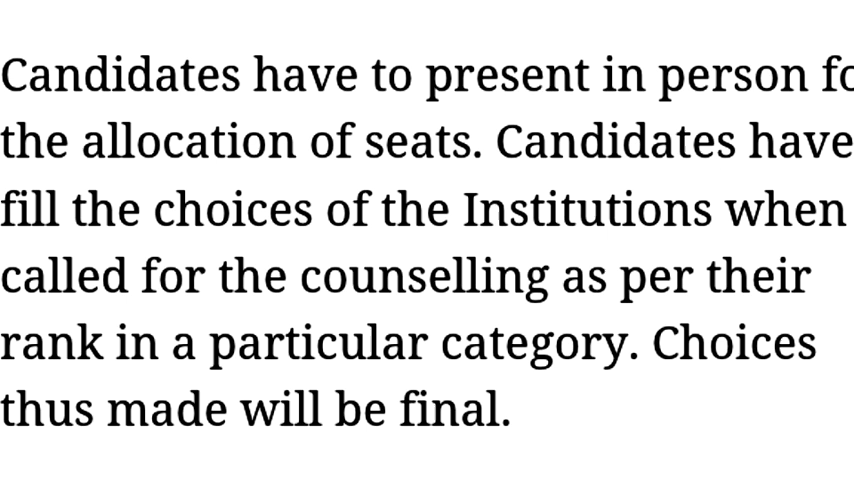 Candidates have to present in person fo
the allocation of seats. Candidates have
fill the choices of the Institutions when
called for the counselling as per their
rank in a particular category. Choices
thus made will be final.